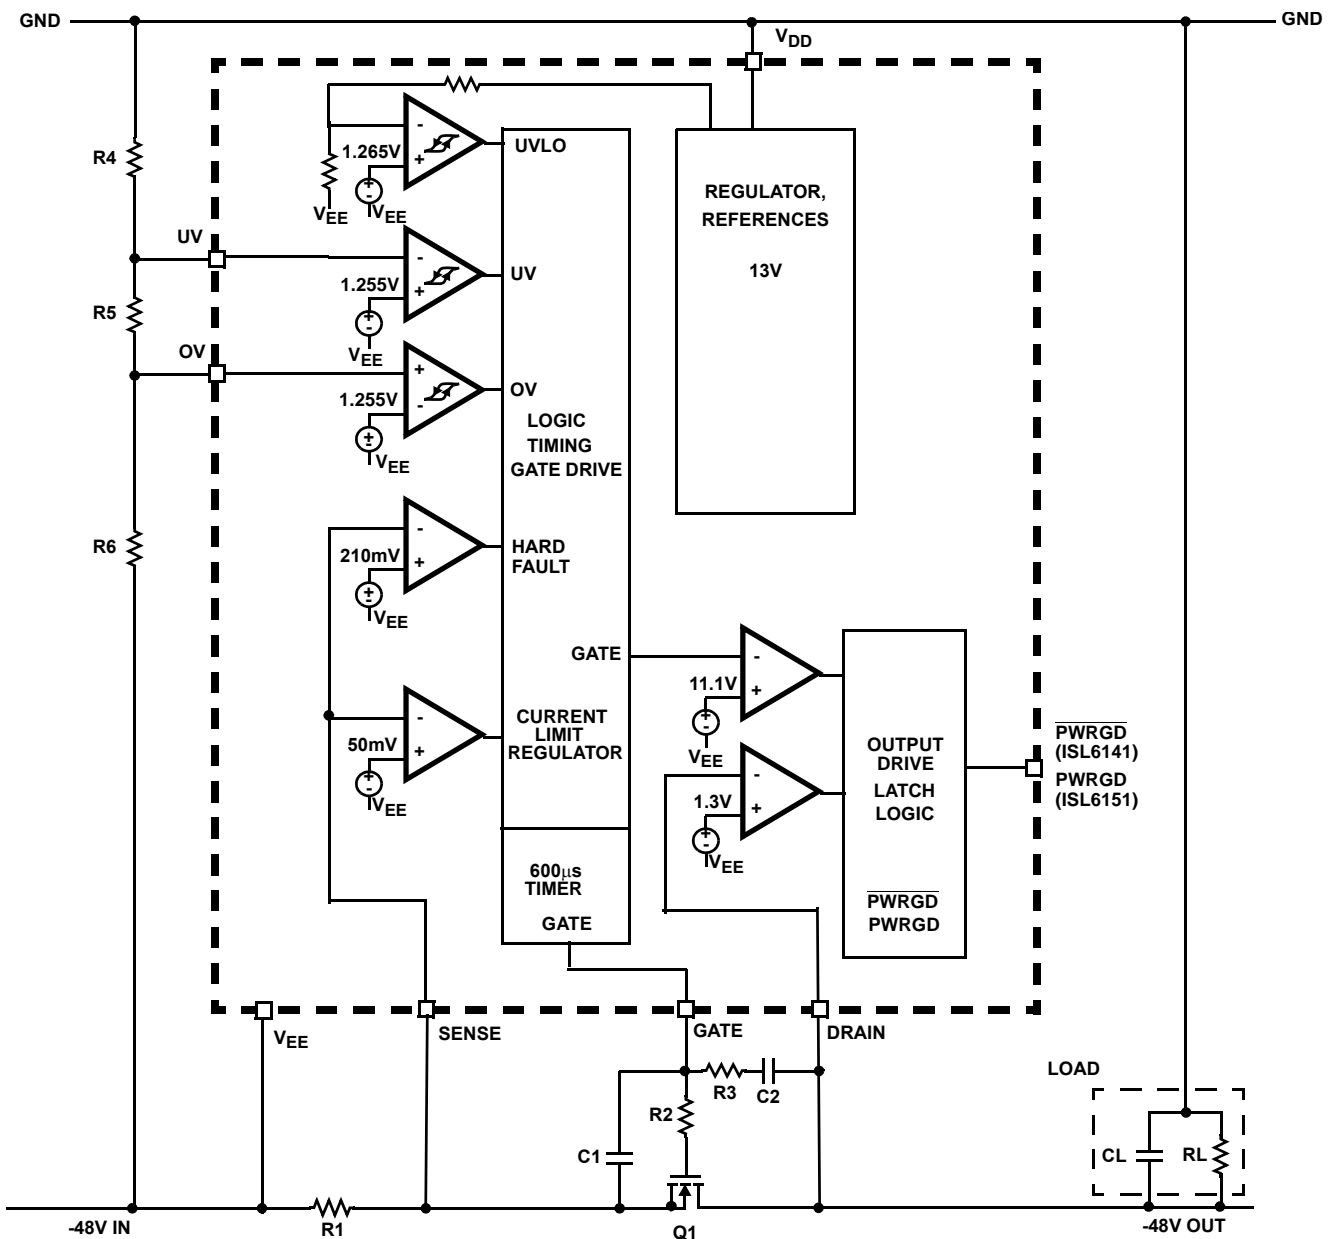 GND
GND
VDD
R4
1.265V
-
+
+
-
VEE
VEE
UVLO
REGULATOR,
REFERENCES
13V
UV
1.255V
-
+
+
-
VEE
UV
R5
OV
1.255V
+
-
+
-
VEE
OV
LOGIC
TIMING
GATE DRIVE
R6
210mV
-
+
+
-
VEE
HARD
FAULT
GATE
11.1V
-
+
+
-
VEE
50mV
-
+
+
-
VEE
CURRENT
LIMIT
REGULATOR
1.3V
-
+
+
-
VEE
OUTPUT
DRIVE
LATCH
LOGIC
PWRGD
PWRGD
PWRGD
(ISL6141)
PWRGD
(ISL6151)
600μs
TIMER
GATE
VEE
SENSE
GATE
DRAIN
R3
C2
R2
C1
LOAD
CL
RL
-48V IN
R1
Q1
-48V OUT